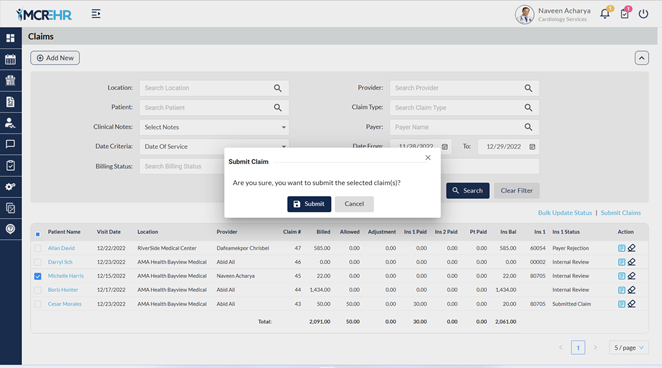 MCREHR
Naveen Acharya
Cardiology Services
1
1
Claims
Add New
Location: Search Location
Provider: Search Provider
Patient: Search Patient
Claim Type: Search Claim Type
Clinical Notes: Select Notes
Payer: Payer Name
Date Criteria: Date Of Service
Date From: 11/28/2022 To: 12/29/2022
Billing Status: Search Billing Status
Submit Claim
Are you sure, you want to submit the selected claim(s)?
Submit Cancel
Search Clear Filter
Bulk Update Status | Submit Claims
Patient Name Visit Date Location Provider Claim # Billed Allowed Adjustment Ins 1 Paid Ins 2 Paid Pt Paid Ins Bal Ins 1 Ins 1 Status Action
Allan David 12/22/2022 RiverSide Medical Center Dafeamekpor Chrisbel 47 585.00 0.00 0.00 0.00 0.00 0.00 585.00 60054 Payer Rejection
Darryl Sch 12/23/2022 AMA Health Bayview Medical Abid Ali 46 0.00 0.00 0.00 0.00 0.00 0.00 0.00 00002 Internal Review
Michelle Harris 12/15/2022 AMA Health Bayview Medical Naveen Acharya 45 22.00 0.00 0.00 0.00 0.00 0.00 22.00 80705 Internal Review
Boris Hunter 12/17/2022 AMA Health Bayview Medical Abid Ali 44 1,434.00 0.00 0.00 0.00 0.00 0.00 1,434.00 Internal Review
Cesar Morales 12/23/2022 AMA Health Bayview Medical Abid Ali 43 50.00 50.00 0.00 30.00 0.00 0.00 20.00 80705 Submitted Claim
Total: 2,091.00 50.00 0.00 30.00 0.00 0.00 2,061.00
1 5 / page